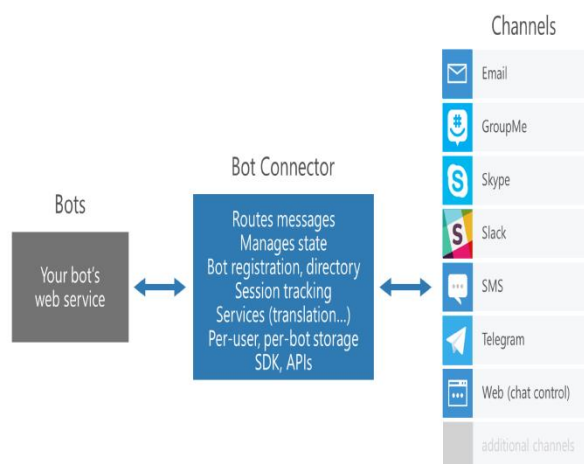 Channels
Email
GroupMe
Skype
Slack
SMS
Telegram
Web (chat control)
additional channels
Bot Connector
Routes messages
Manages state
Bot registration, directory
Session tracking
Services (translation...)
Per-user, per-bot storage
SDK, APIs
Bots
Your bot's
web service